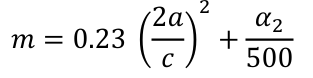 m = 0.23 (2a/c)² + α₂/500